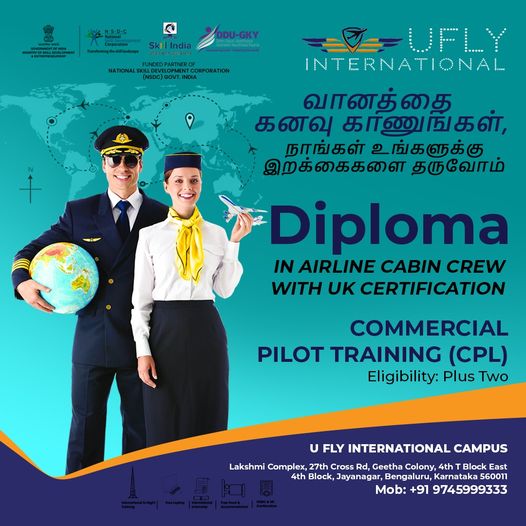 GOVERNMENT OF INDIA
MINISTRY OF SKILL DEVELOPMENT
& ENTREPRENEURSHIP
N·S·D·C
National
Skill Development
Corporation
Transforming the skill landscape
Skill India
DDU-GKY
FUNDED PARTNER OF
NATIONAL SKILL DEVELOPMENT CORPORATION
(NSDC) GOVT. INDIA
UFLY
INTERNATIONAL
வானத்தை
கனவு காணுங்கள்,
நாங்கள் உங்களுக்கு
இறக்கைகளை தருவோம்
Diploma
IN AIRLINE CABIN CREW
WITH UK CERTIFICATION
COMMERCIAL
PILOT TRAINING (CPL)
Eligibility: Plus Two
U FLY INTERNATIONAL CAMPUS
Lakshmi Complex, 27th Cross Rd, Geetha Colony, 4th T Block East
4th Block, Jayanagar, Bengaluru, Karnataka 560011
Mob: +91 9745999333